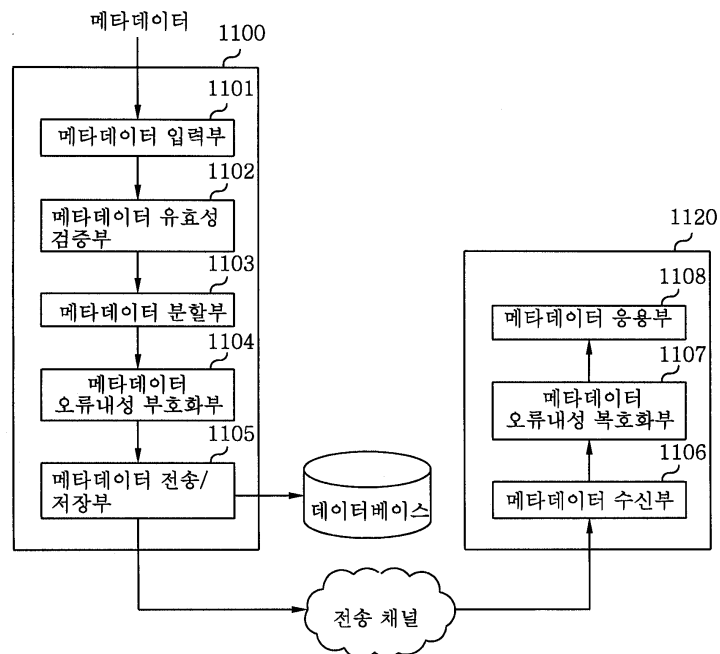 메타데이터
1100
1101
메타데이터 입력부
1102
메타데이터 유효성
검증부
1103
메타데이터 분할부
1104
메타데이터
오류내성 부호화부
1105
메타데이터 전송/
저장부
데이터베이스
전송 채널
1120
1108
메타데이터 응용부
1107
메타데이터
오류내성 복호화부
1106
메타데이터 수신부